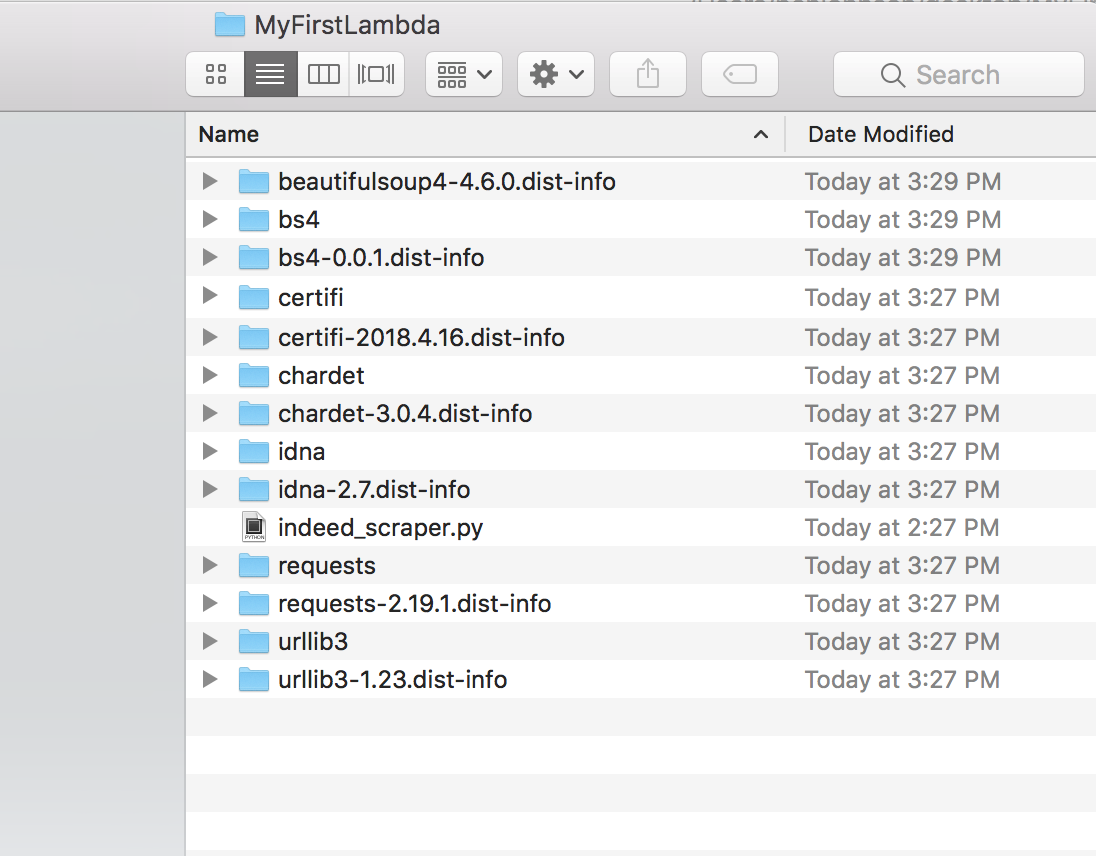 MyFirstLambda
Search
Name Date Modified
beautifulsoup4-4.6.0.dist-info Today at 3:29 PM
bs4 Today at 3:29 PM
bs4-0.0.1.dist-info Today at 3:29 PM
certifi Today at 3:27 PM
certifi-2018.4.16.dist-info Today at 3:27 PM
chardet Today at 3:27 PM
chardet-3.0.4.dist-info Today at 3:27 PM
idna Today at 3:27 PM
idna-2.7.dist-info Today at 3:27 PM
PYTHON indeed_scraper.py Today at 2:27 PM
requests Today at 3:27 PM
requests-2.19.1.dist-info Today at 3:27 PM
urllib3 Today at 3:27 PM
urllib3-1.23.dist-info Today at 3:27 PM